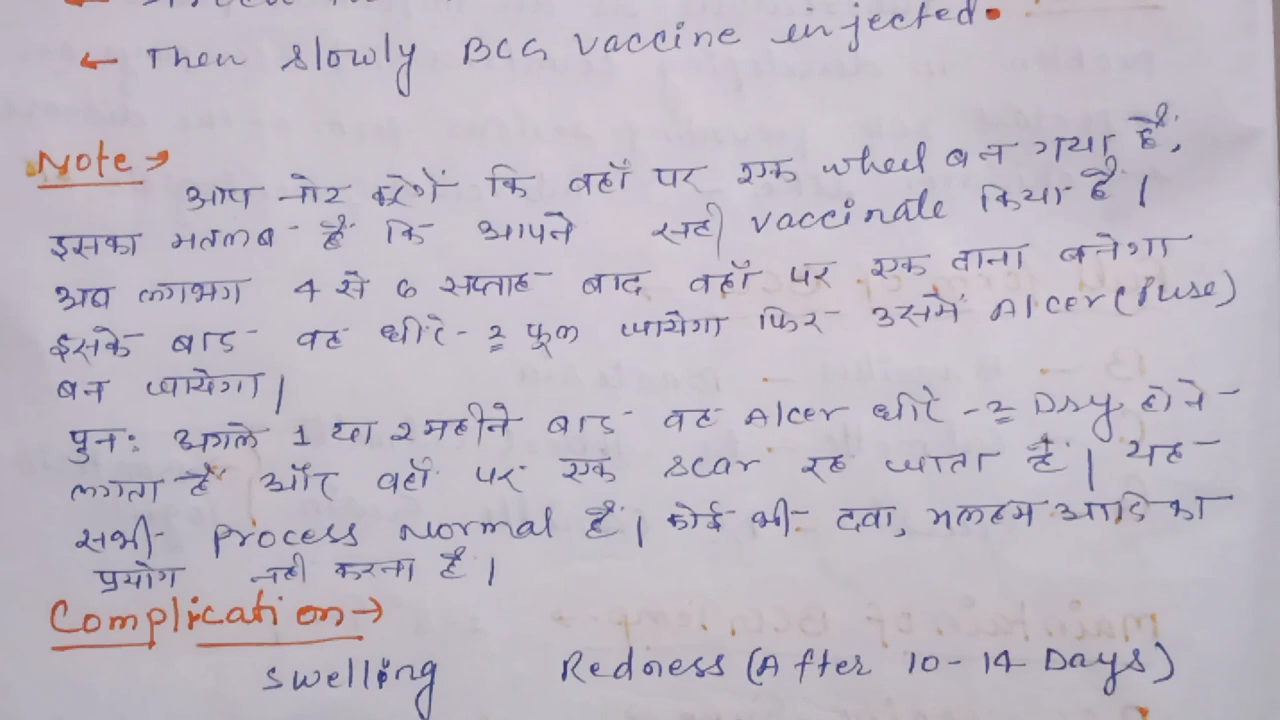 ← Then slowly BCG vaccine injected.
Note →
आप नोट करेगें कि वहाँ पर एक wheel बन गया है,
इसका मतलब है कि आपने सही vaccinate किया है।
अब लगभग 4 से 6 सप्ताह बाद वहाँ पर एक दाना बनेगा
इसके बाद वह धीरे-२ फूल जायेगा फिर उसमें Alcer (Puse)
बन जायेगा।
पुनः अगले 1 या 2 महीने बाद वह Alcer धीरे-२ Dry होने
लगता है और वहाँ पर एक scar रह जाता है। यह
सभी process Normal है। कोई भी दवा, मलहम आदि का
प्रयोग नही करना है।
Complication →
swelling Redness (After 10-14 Days)